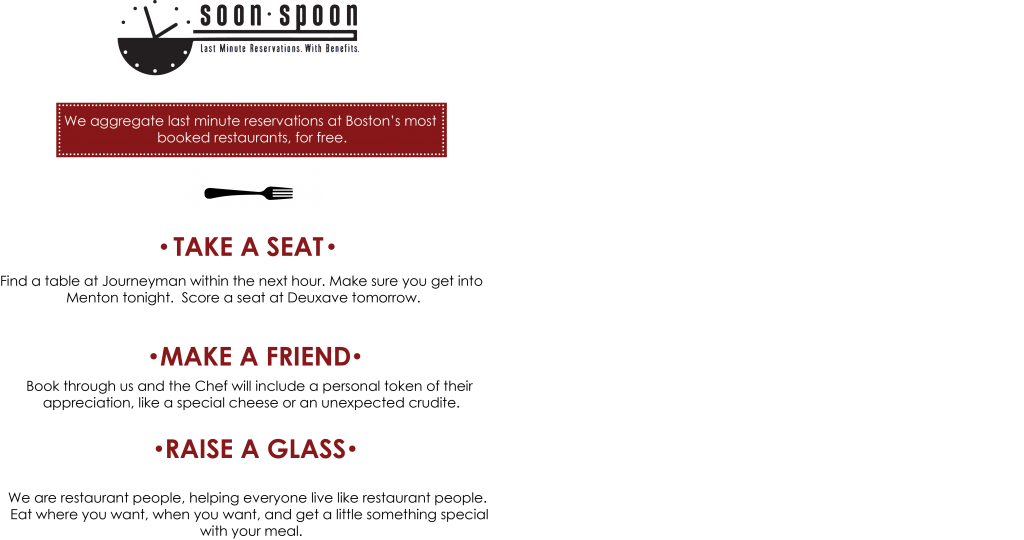 soon·spoon
Last Minute Reservations. With Benefits.
We aggregate last minute reservations at Boston's most
booked restaurants, for free.
•TAKE A SEAT•
Find a table at Journeyman within the next hour. Make sure you get into
Menton tonight.  Score a seat at Deuxave tomorrow.
•MAKE A FRIEND•
Book through us and the Chef will include a personal token of their
appreciation, like a special cheese or an unexpected crudite.
•RAISE A GLASS•
We are restaurant people, helping everyone live like restaurant people.
Eat where you want, when you want, and get a little something special
with your meal.